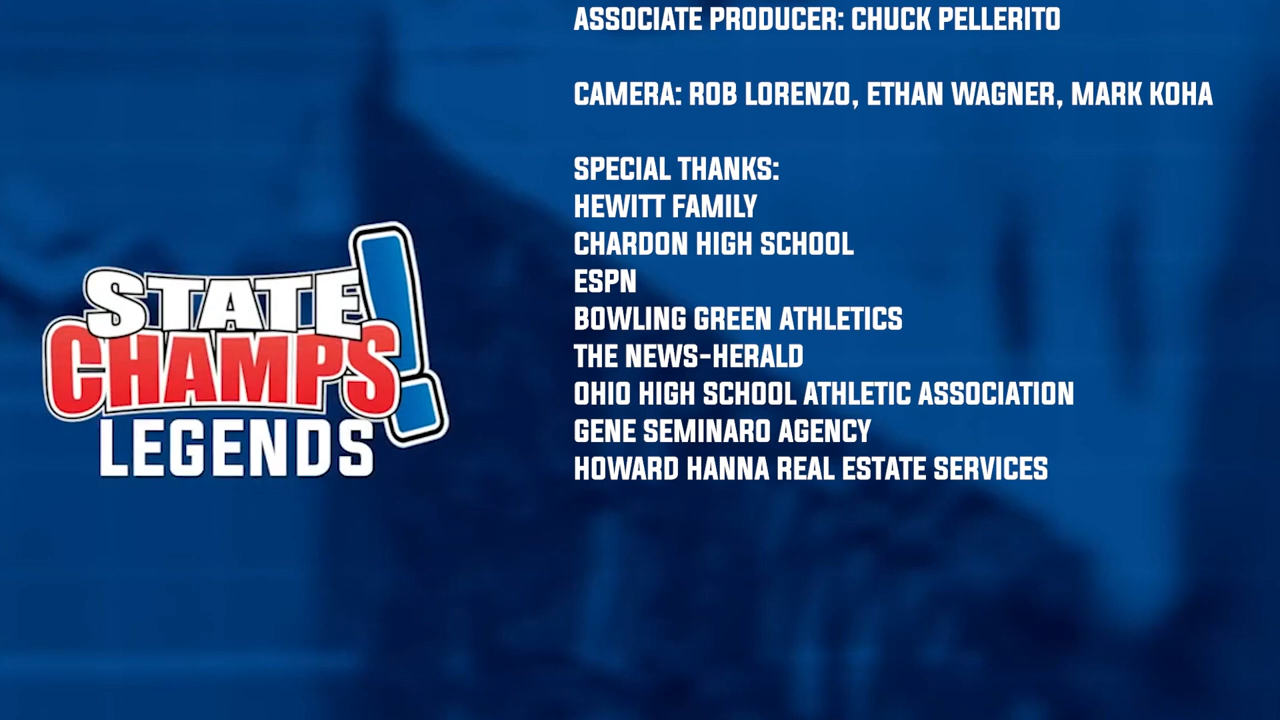 ASSOCIATE PRODUCER: CHUCK PELLERITO
CAMERA: ROB LORENZO, ETHAN WAGNER, MARK KOHA
SPECIAL THANKS:
HEWITT FAMILY
CHARDON HIGH SCHOOL
ESPN
BOWLING GREEN ATHLETICS
THE NEWS-HERALD
OHIO HIGH SCHOOL ATHLETIC ASSOCIATION
GENE SEMINARO AGENCY
HOWARD HANNA REAL ESTATE SERVICES
STATE
CHAMPS!
LEGENDS